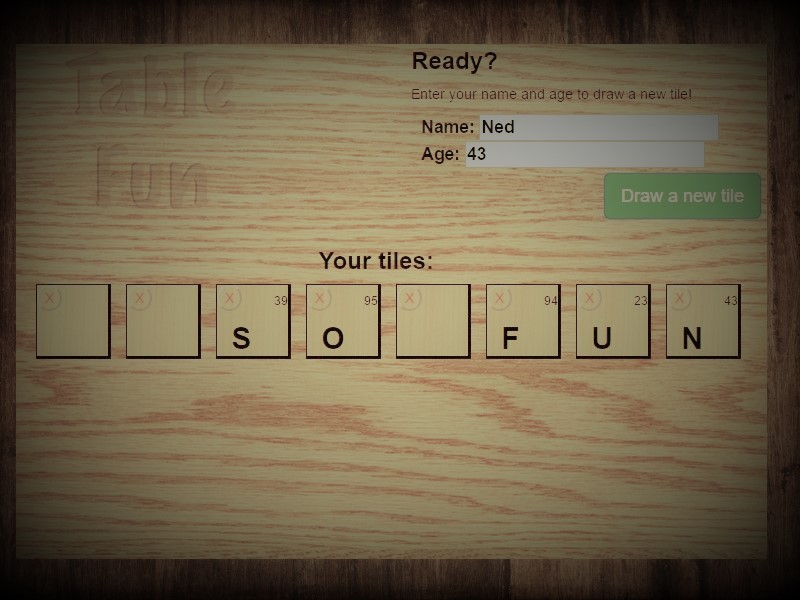 Table
Fun
Ready?
Enter your name and age to draw a new tile!
Name: Ned
Age: 43
Draw a new tile
Your tiles:
X X X 39 X 95 X X 94 X 23 X 43
S O F U N